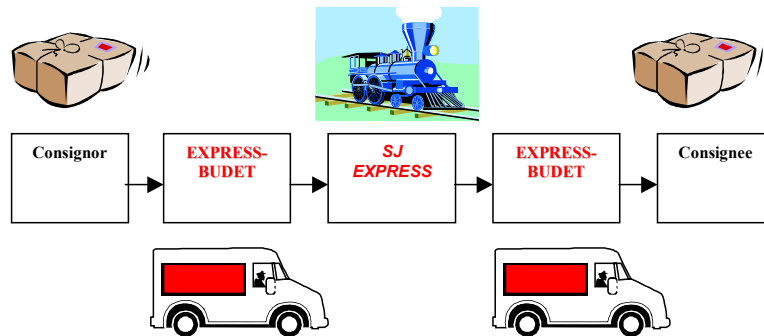 Consignor
EXPRESS-
BUDET
SJ
EXPRESS
EXPRESS-
BUDET
Consignee